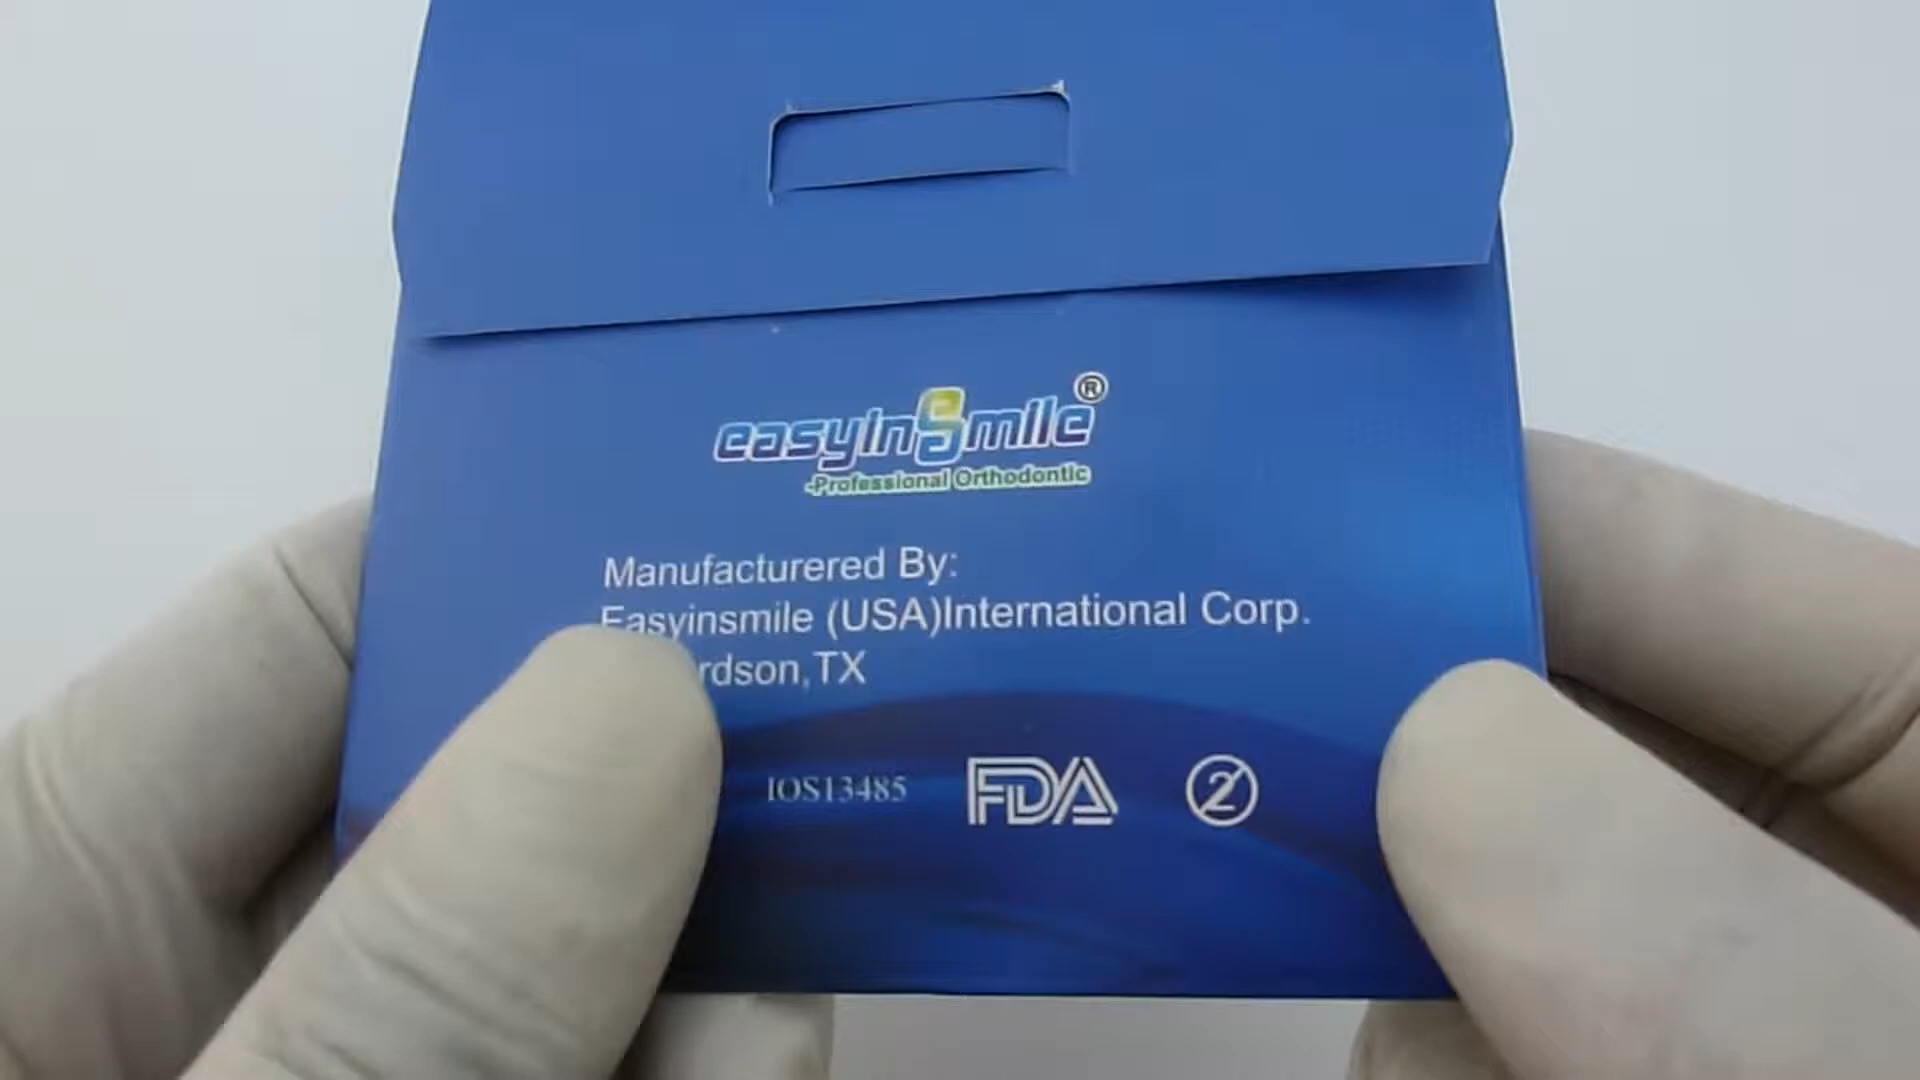 easyinSmile®
-Professional Orthodontic
Manufacturered By:
Easyinsmile (USA)International Corp.
rdson,TX
IOS13485
FDA
2